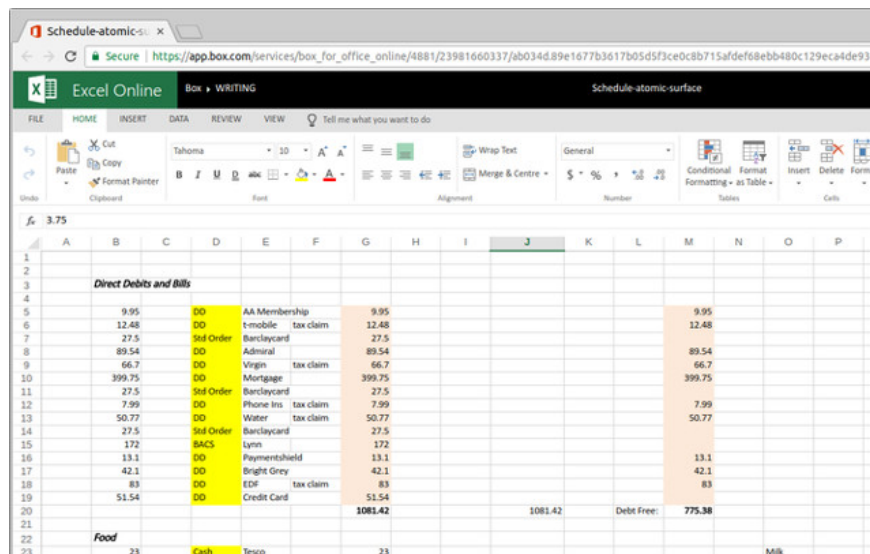 Schedule-atomic-su
Secure | https://app.box.com/services/box_for_office_online/4881/23981660337/ab034d.89e1677b3617b05d5f3ce0c8b715afdef68ebb480c129eca4de93
Excel Online Box ▸ WRITING Schedule-atomic-surface
FILE HOME INSERT DATA REVIEW VIEW Tell me what you want to do
Cut
Copy
Format Painter
Paste
Tahoma 10 A A
B I U D abc A
Wrap Text
Merge & Centre
General
$ % ,
Conditional Formatting
Format as Table
Insert Delete Form
Undo Clipboard Font Alignment Number Tables Cells
fx 3.75
A B C D E F G H I J K L M N O P
1
2
3 Direct Debits and Bills
4
5 9.95 DD AA Membership 9.95 9.95
6 12.48 DD t-mobile tax claim 12.48 12.48
7 27.5 Std Order Barclaycard 27.5
8 89.54 DD Admiral 89.54 89.54
9 66.7 DD Virgin tax claim 66.7 66.7
10 399.75 DD Mortgage 399.75 399.75
11 27.5 Std Order Barclaycard 27.5
12 7.99 DD Phone Ins tax claim 7.99 7.99
13 50.77 DD Water tax claim 50.77 50.77
14 27.5 Std Order Barclaycard 27.5
15 172 BACS Lynn 172
16 13.1 DD Paymentshield 13.1 13.1
17 42.1 DD Bright Grey 42.1 42.1
18 83 DD EDF tax claim 83 83
19 51.54 DD Credit Card 51.54
20 1081.42 1081.42 Debt Free: 775.38
21
22 Food
23 23 Cash Tesco 23 Milk